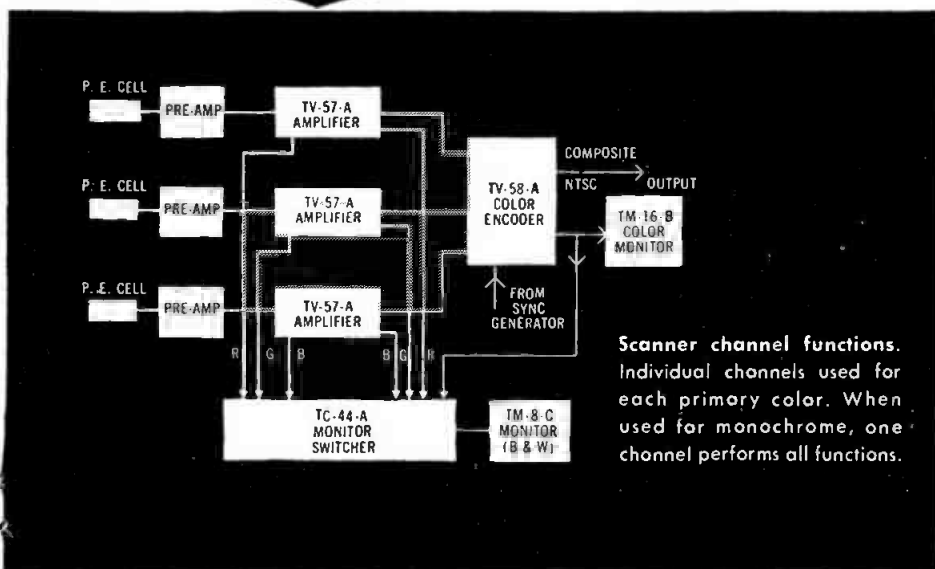 P. E. CELL
PRE-AMP
TV-57-A
AMPLIFIER
P. E. CELL
PRE-AMP
TV-57-A
AMPLIFIER
P. E. CELL
PRE-AMP
TV-57-A
AMPLIFIER
TV-58-A
COLOR
ENCODER
COMPOSITE
NTSC
OUTPUT
TM-16-B
COLOR
MONITOR
FROM
SYNC
GENERATOR
R G B B G R
TC-44-A
MONITOR
SWITCHER
TM-8-C
MONITOR
(B & W)
Scanner channel functions.
Individual channels used for
each primary color. When
used for monochrome, one
channel performs all functions.